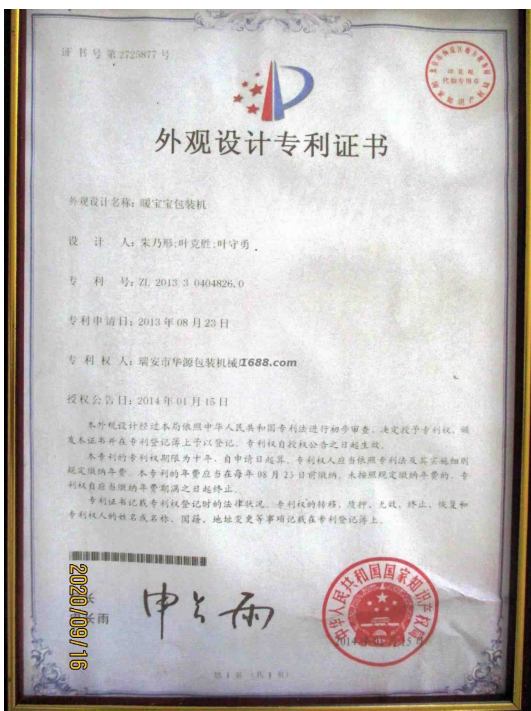 证书号第2725877号
外观设计专利证书
外观设计名称：暖宝宝包装机
设 计 人：朱乃彤;叶克胜;叶守勇
专 利 号：ZL 2013 3 0404826.0
专利申请日：2013年08月23日
专 利 权 人：瑞安市华源包装机械
1688.com
授权公告日：2014年01月15日
本外观设计经过本局依照中华人民共和国专利法进行初步审查，决定授予专利权，颁
发本证书并在专利登记簿上予以登记。专利权自授权公告之日起生效。
本专利的专利权期限为十年，自申请日起算。专利权人应当依照专利法及其实施细则
规定缴纳年费。本专利的年费应当在每年08月23日前缴纳。未按照规定缴纳年费的，专
利权自应当缴纳年费期满之日起终止。
专利证书记载专利权登记时的法律状况。专利权的转移、质押、无效、终止、恢复和
专利权人的姓名或名称、国籍、地址变更等事项记载在专利登记簿上。
2020/09/16
长
长雨
申长雨
中华人民共和国国家知识产权局
2014年01月15日
第1页（共1页）